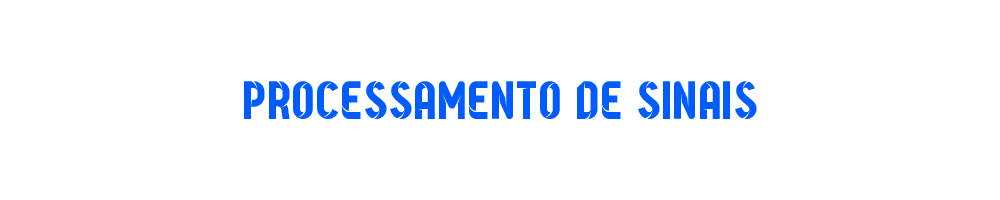 PROCESSAMENTO DE SINAIS